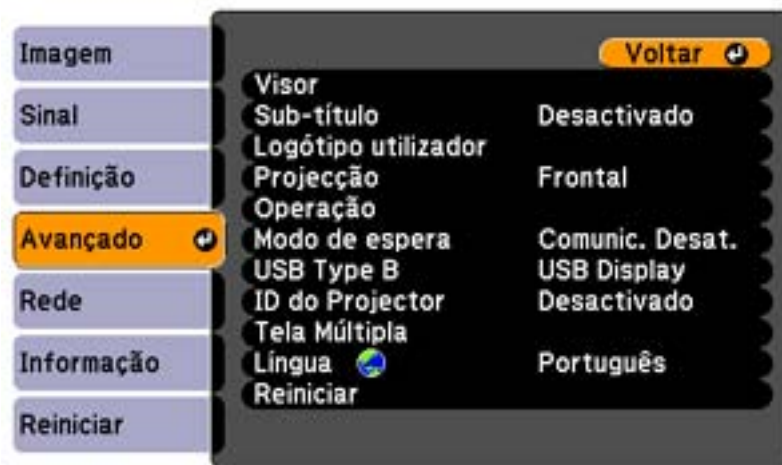 Imagem
Sinal
Definição
Avançado
Rede
Informação
Reiniciar
Voltar
Visor
Sub-título Desactivado
Logótipo utilizador
Projecção Frontal
Operação
Modo de espera Comunic. Desat.
USB Type B USB Display
ID do Projector Desactivado
Tela Múltipla
Língua Português
Reiniciar